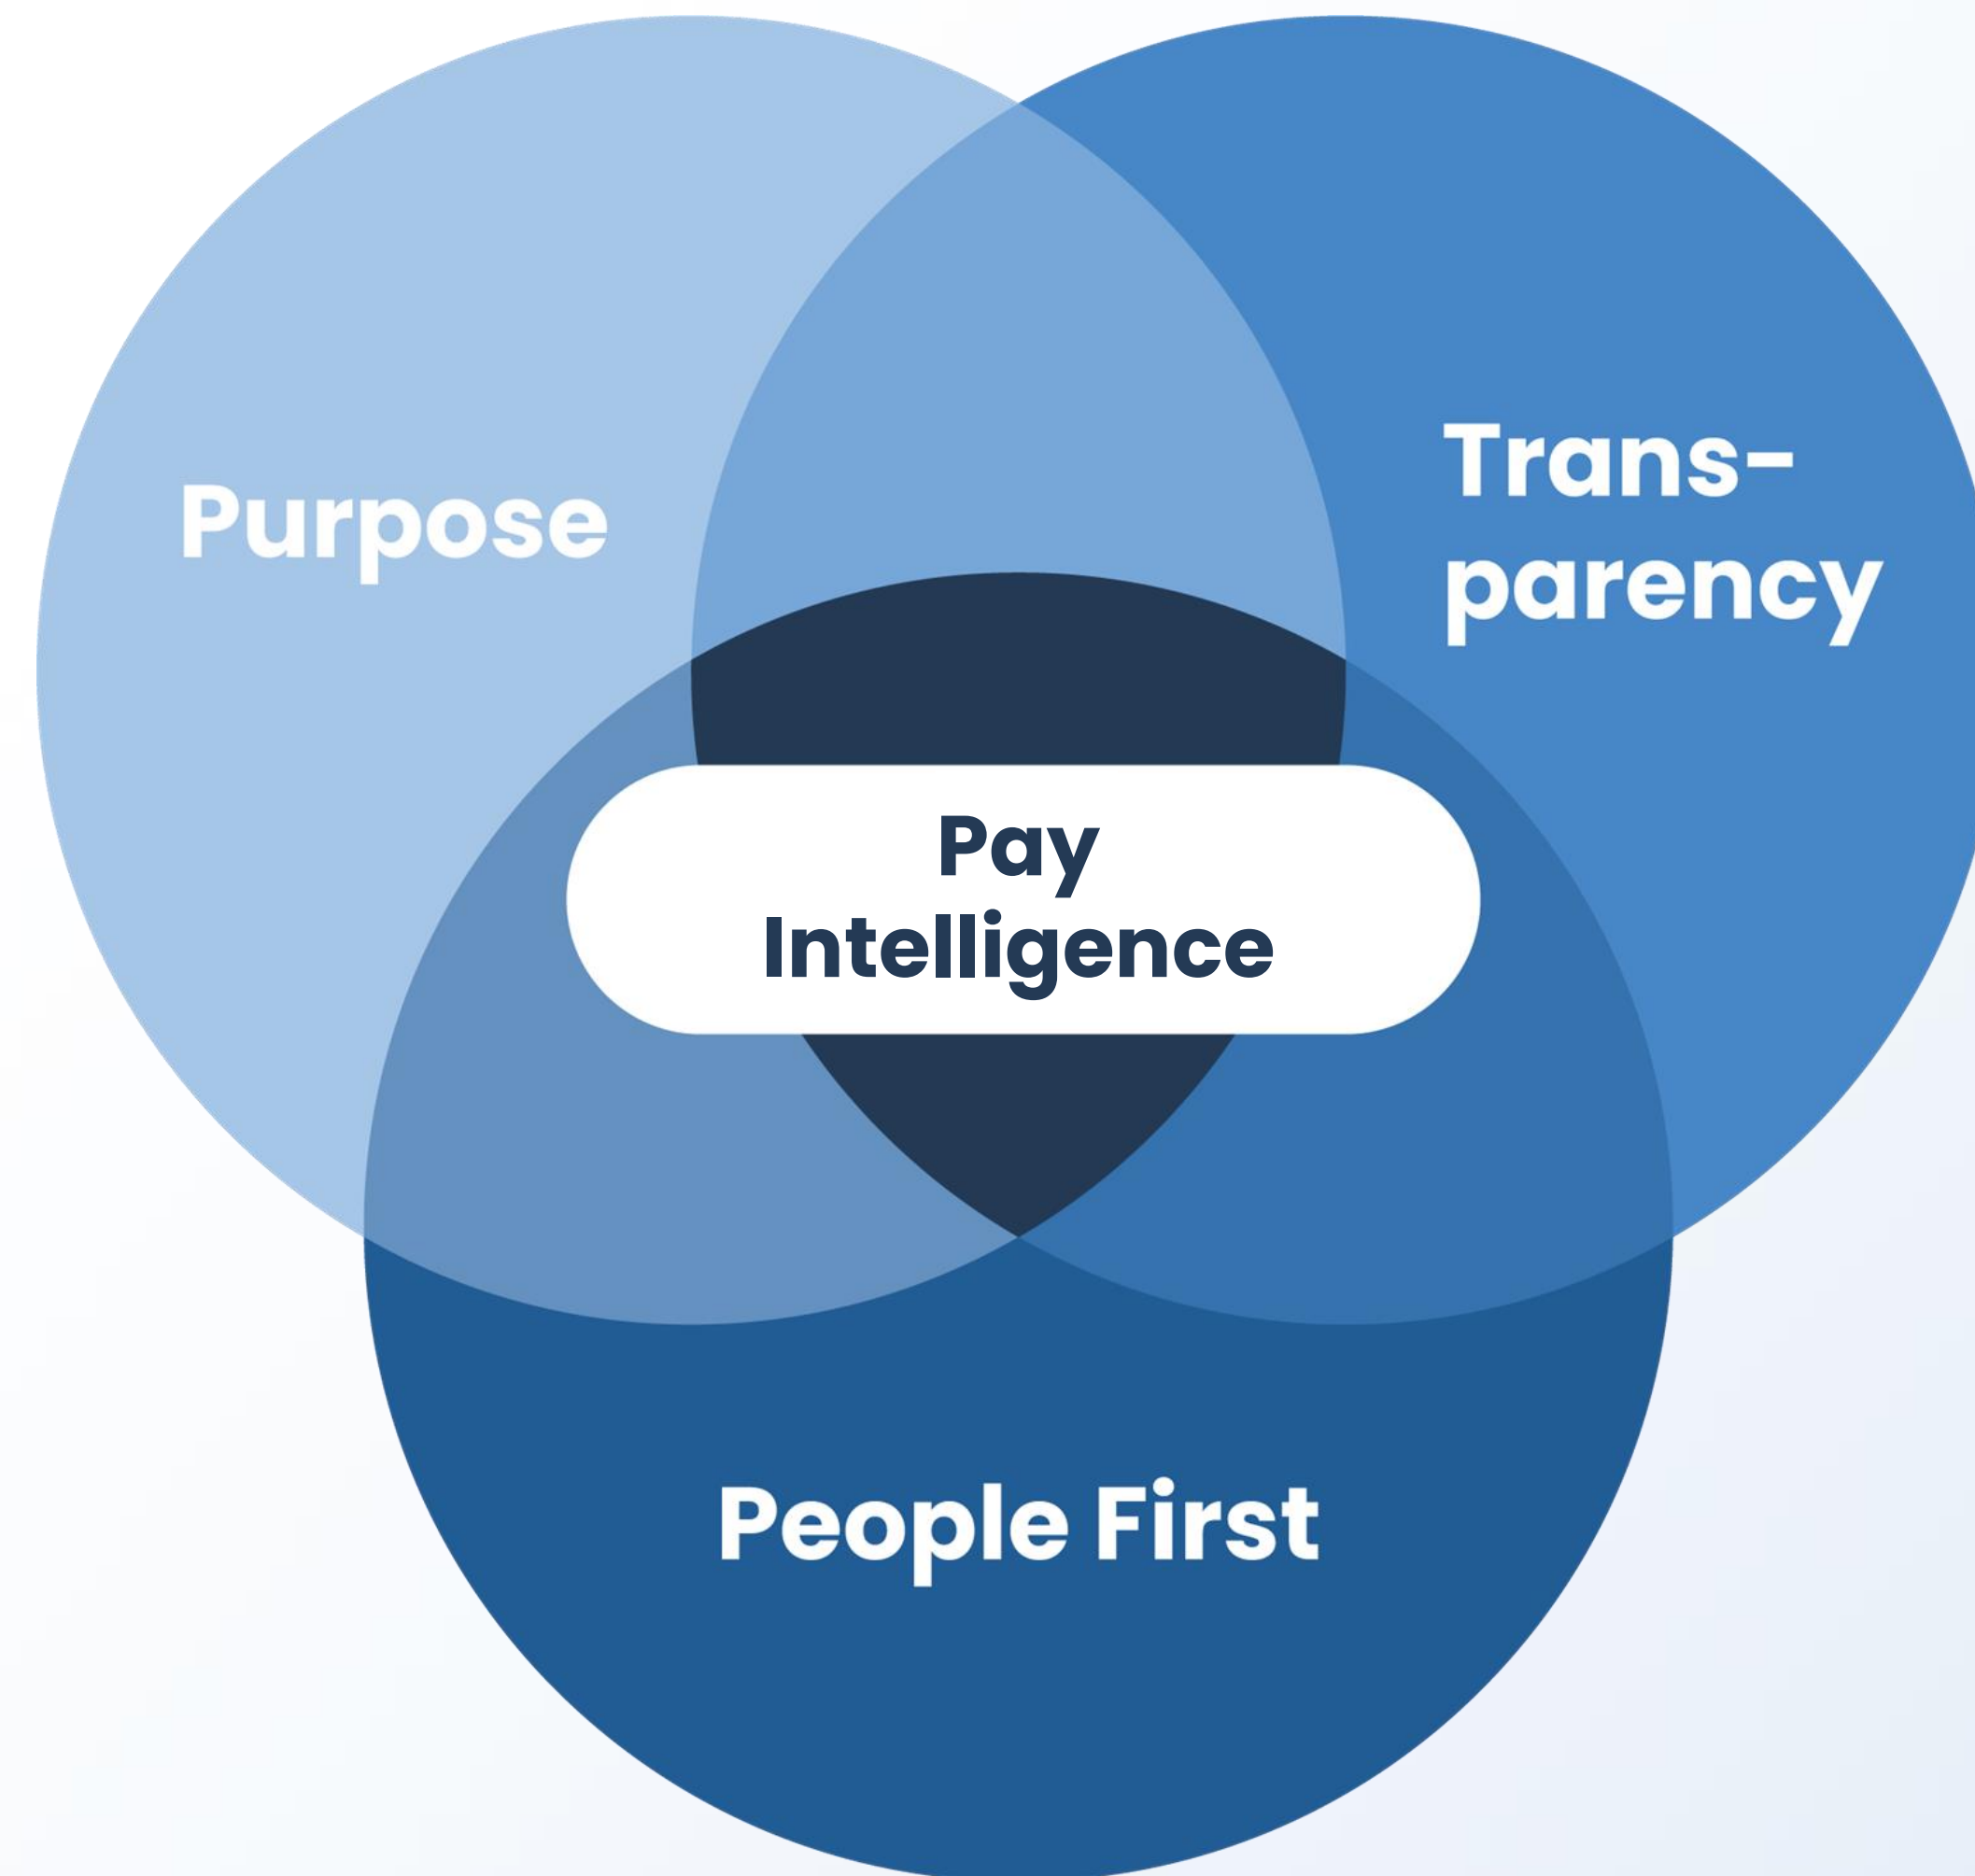 Purpose
Trans-
parency
Pay
Intelligence
People First